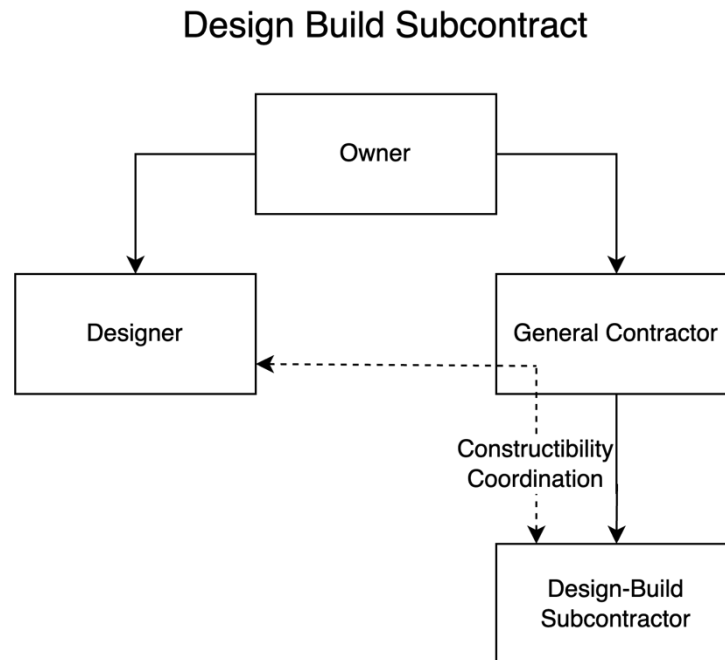 Design Build Subcontract
Owner
Designer
General Contractor
Constructibility
Coordination
Design-Build
Subcontractor